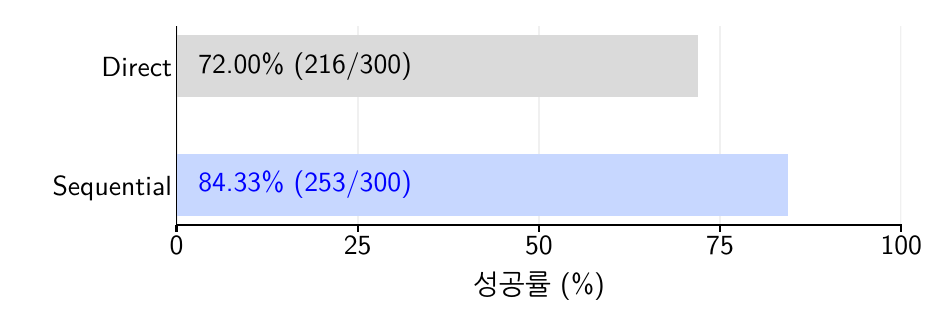 Direct 72.00% (216/300)
Sequential 84.33% (253/300)
0 25 50 75 100
성공률 (%)